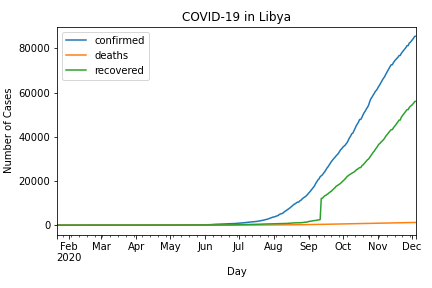 COVID-19 in Libya
confirmed
deaths
recovered
Number of Cases
80000
60000
40000
20000
0
Feb Mar Apr May Jun Jul Aug Sep Oct Nov Dec
2020
Day